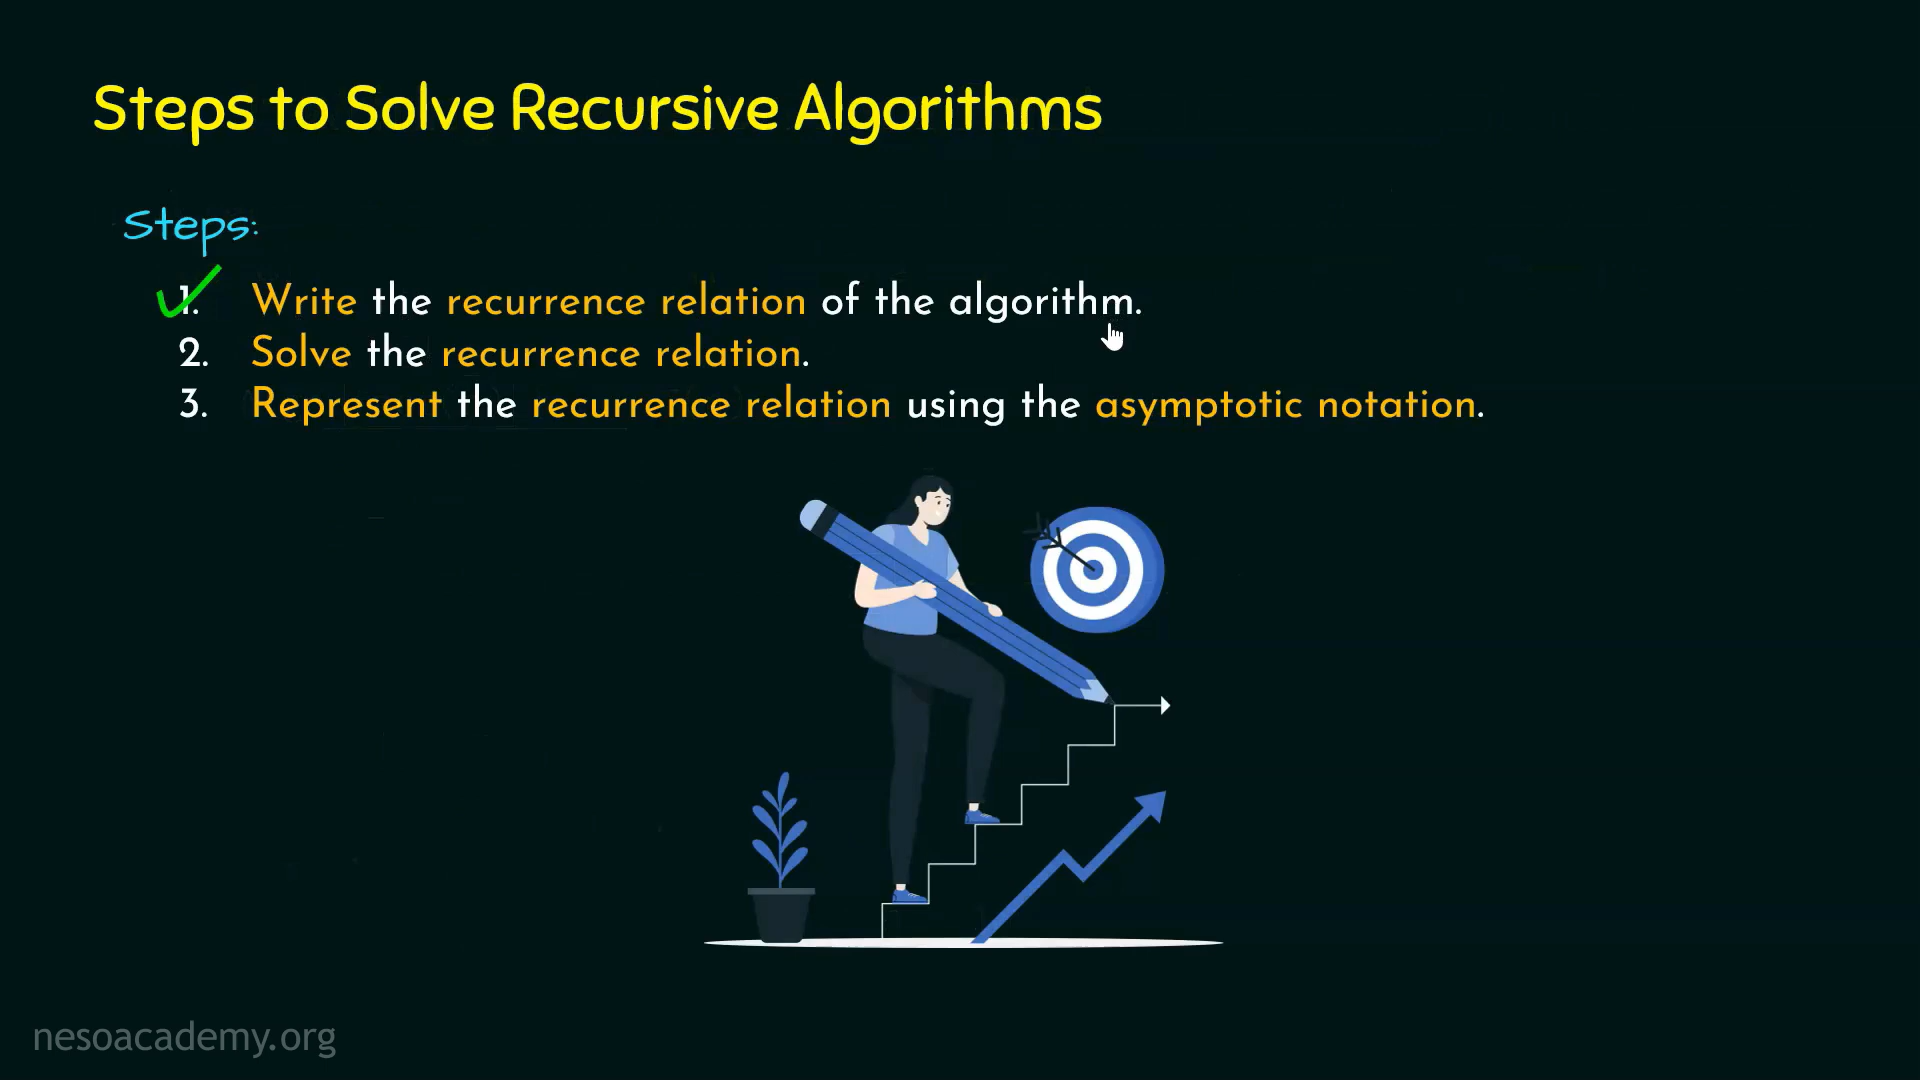 Steps to Solve Recursive Algorithms
Steps:
1. Write the recurrence relation of the algorithm.
2. Solve the recurrence relation.
3. Represent the recurrence relation using the asymptotic notation.
nesoacademy.org